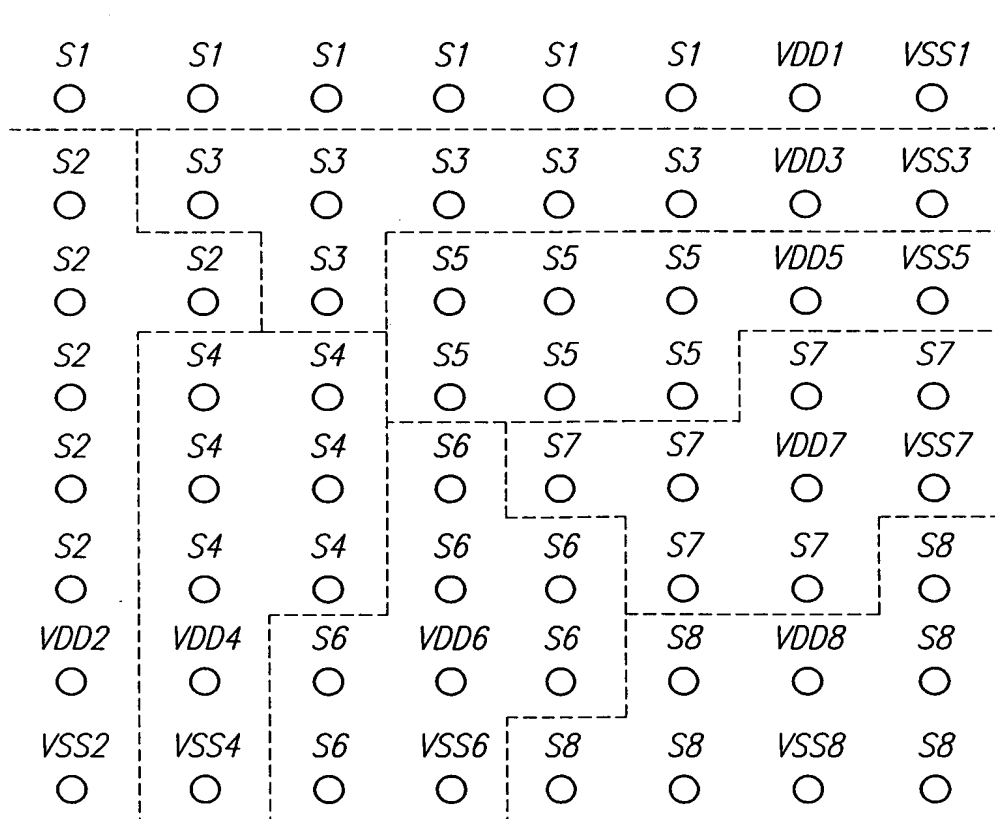 S1 S1 S1 S1 S1 S1 VDD1 VSS1
S2 S3 S3 S3 S3 S3 VDD3 VSS3
S2 S2 S3 S5 S5 S5 VDD5 VSS5
S2 S4 S4 S5 S5 S5 S7 S7
S2 S4 S4 S6 S7 S7 VDD7 VSS7
S2 S4 S4 S6 S6 S7 S7 S8
VDD2 VDD4 S6 VDD6 S6 S8 VDD8 S8
VSS2 VSS4 S6 VSS6 S8 S8 VSS8 S8